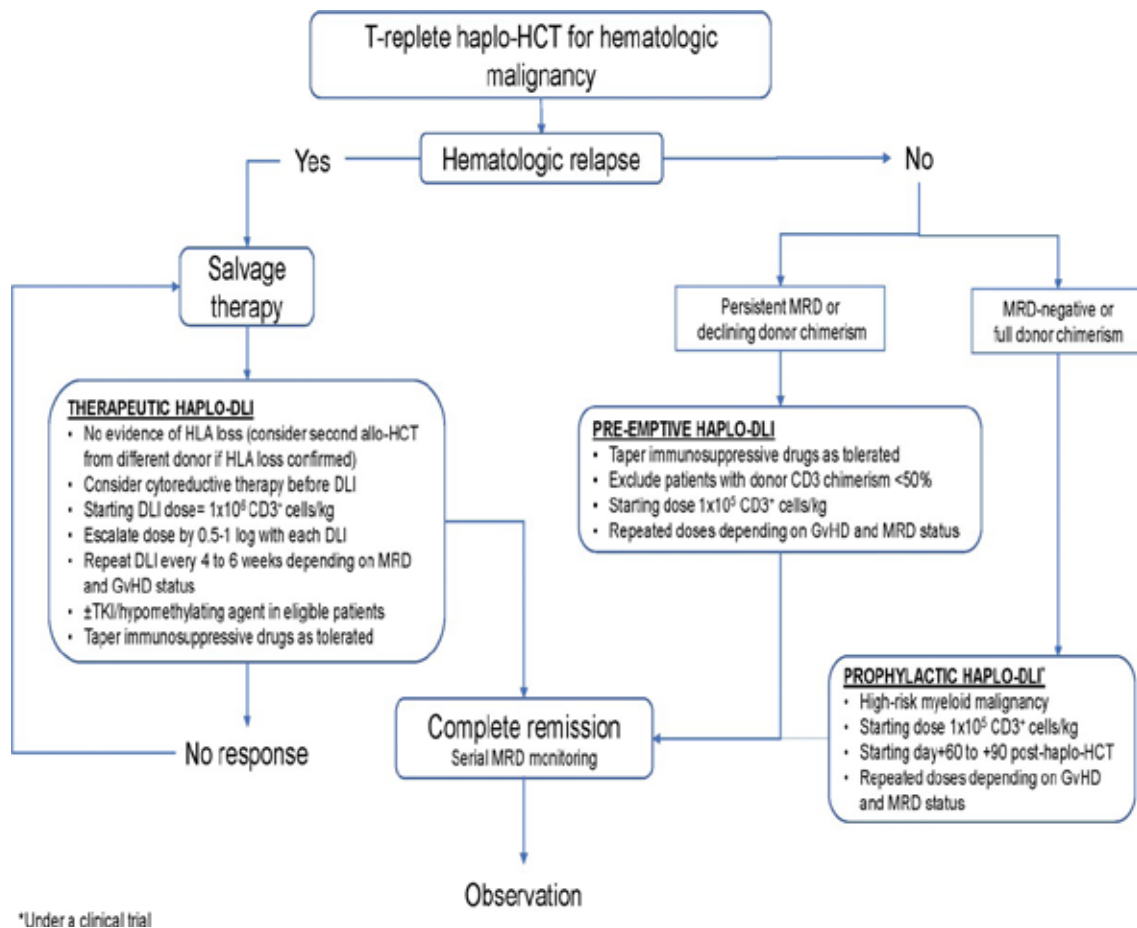 T-replete haplo-HCT for hematologic
malignancy
Hematologic relapse
Yes
No
Salvage
therapy
Persistent MRD or
declining donor chimerism
MRD-negative or
full donor chimerism
THERAPEUTIC HAPLO-DLI
• No evidence of HLA loss (consider second allo-HCT
from different donor if HLA loss confirmed)
• Consider cytoreductive therapy before DLI
• Starting DLI dose= 1x10⁶ CD3⁺ cells/kg
• Escalate dose by 0.5-1 log with each DLI
• Repeat DLI every 4 to 6 weeks depending on MRD
and GvHD status
• ±TKI/hypomethylating agent in eligible patients
• Taper immunosuppressive drugs as tolerated
PRE-EMPTIVE HAPLO-DLI
• Taper immunosuppressive drugs as tolerated
• Exclude patients with donor CD3 chimerism <50%
• Starting dose 1x10⁵ CD3⁺ cells/kg
• Repeated doses depending on GvHD and MRD status
PROPHYLACTIC HAPLO-DLI*
• High-risk myeloid malignancy
• Starting dose 1x10⁵ CD3⁺ cells/kg
• Starting day+60 to +90 post-haplo-HCT
• Repeated doses depending on GvHD
and MRD status
No response
Complete remission
Serial MRD monitoring
Observation
*Under a clinical trial